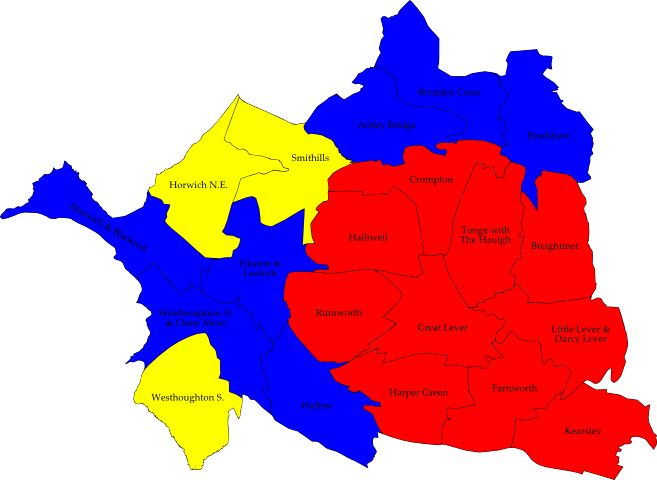 Bromley Cross
Astley Bridge
Bradshaw
Smithills
Crompton
Horwich N.E.
Horwich & Blackrod
Halliwell
Tonge with
The Haulgh
Breightmet
Heaton &
Lostock
Westhoughton N.
& Chew Moor
Rumworth
Great Lever
Little Lever &
Darcy Lever
Westhoughton S.
Hulton
Harper Green
Farnworth
Kearsley